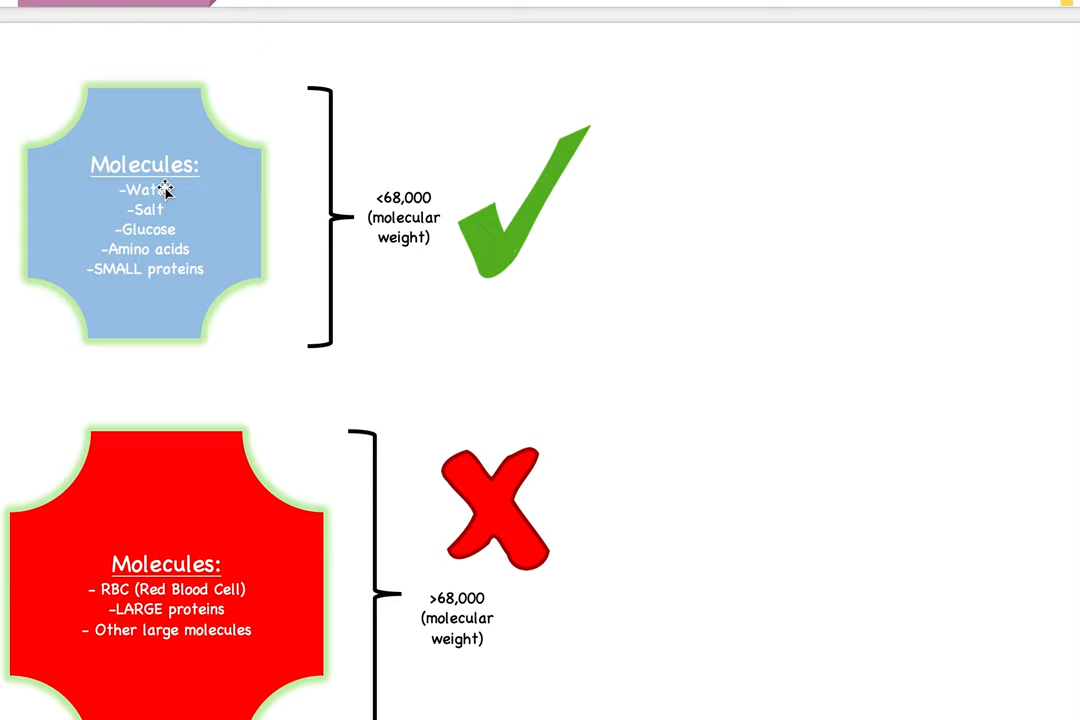 Molecules:
-Salt
-Glucose
-Amino acids
-SMALL proteins
<68,000
(molecular
weight)
Molecules:
- RBC (Red Blood Cell)
-LARGE proteins
- Other large molecules
>68,000
(molecular
weight)